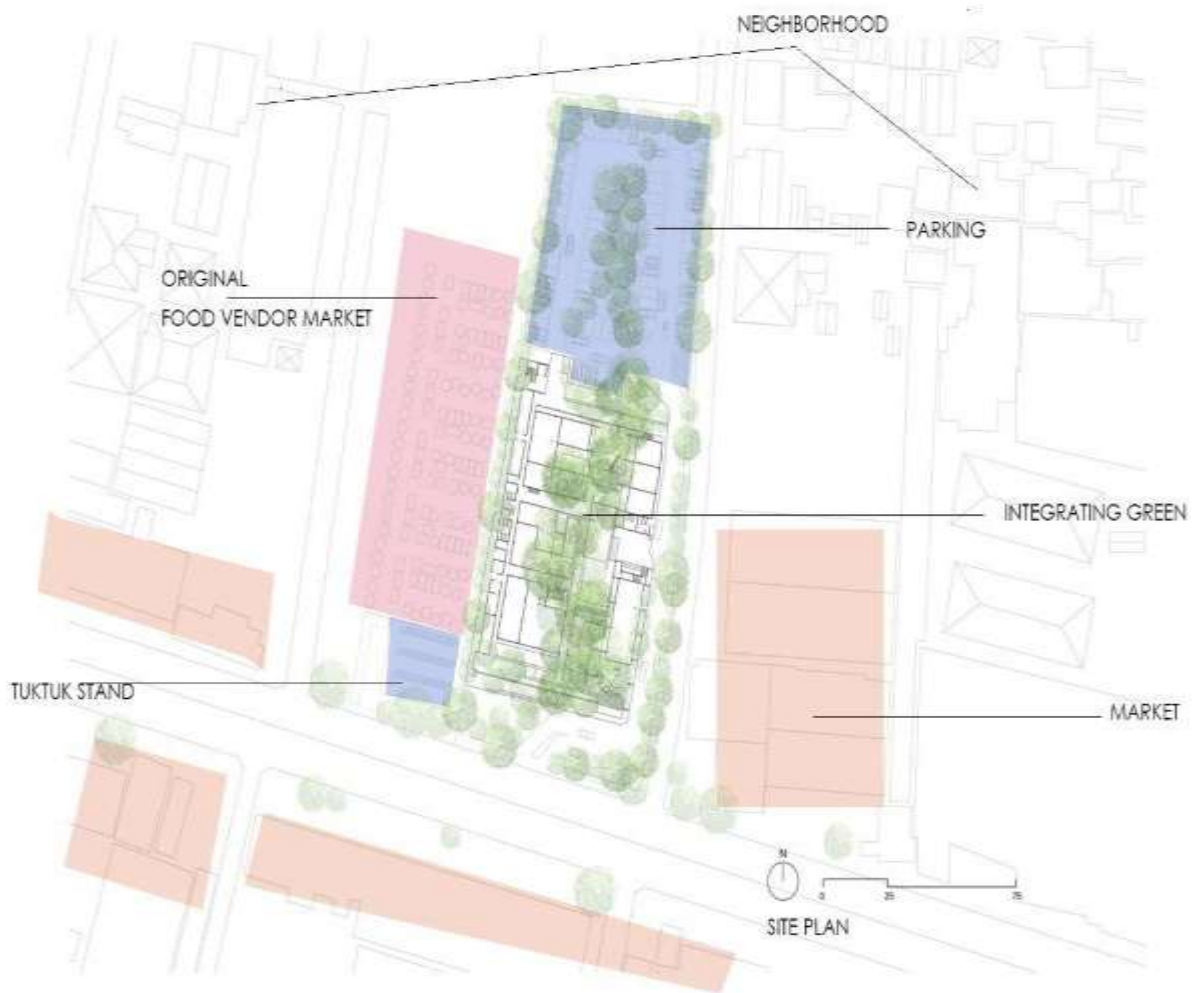 NEIGHBORHOOD
PARKING
ORIGINAL
FOOD VENDOR MARKET
INTEGRATING GREEN
TUKTUK STAND
MARKET
N
0 25 75
SITE PLAN